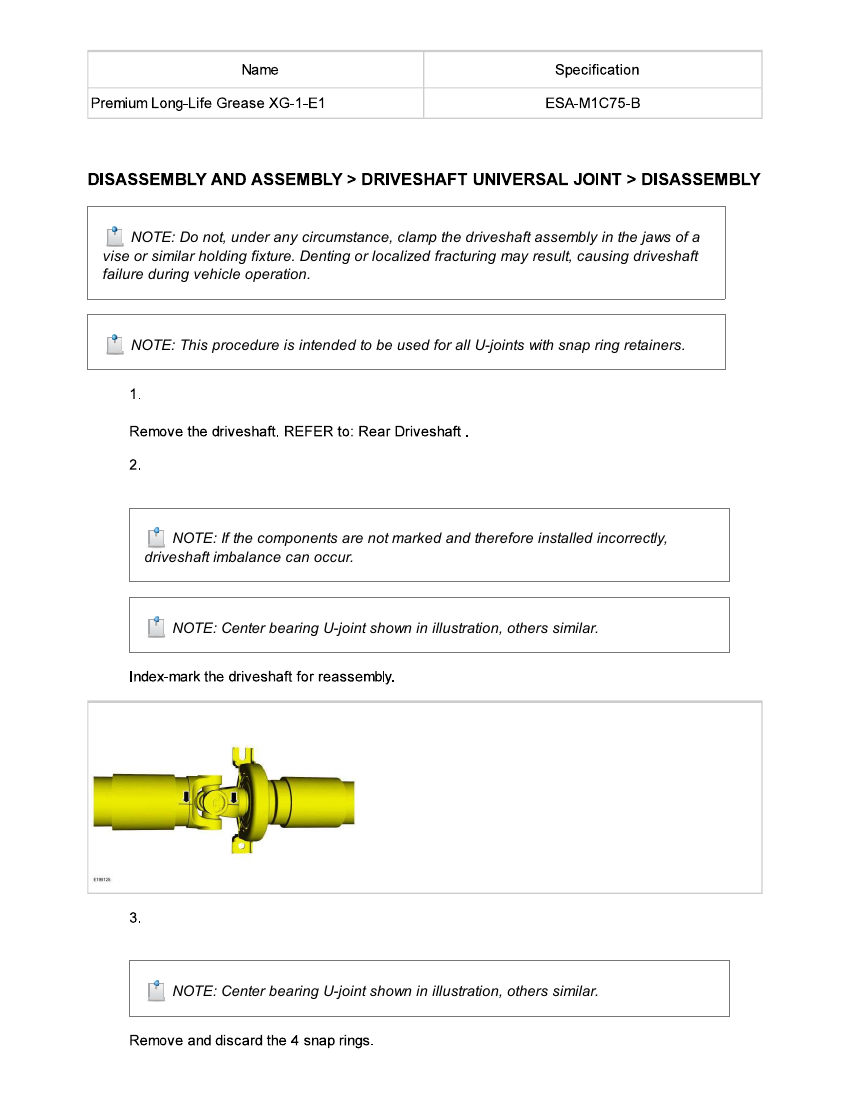 Name Specification
Premium Long-Life Grease XG-1-E1 ESA-M1C75-B
DISASSEMBLY AND ASSEMBLY > DRIVESHAFT UNIVERSAL JOINT > DISASSEMBLY
NOTE: Do not, under any circumstance, clamp the driveshaft assembly in the jaws of a
vise or similar holding fixture. Denting or localized fracturing may result, causing driveshaft
failure during vehicle operation.
NOTE: This procedure is intended to be used for all U-joints with snap ring retainers.
1.
Remove the driveshaft. REFER to: Rear Driveshaft .
2.
NOTE: If the components are not marked and therefore installed incorrectly,
driveshaft imbalance can occur.
NOTE: Center bearing U-joint shown in illustration, others similar.
Index-mark the driveshaft for reassembly.
3.
NOTE: Center bearing U-joint shown in illustration, others similar.
Remove and discard the 4 snap rings.